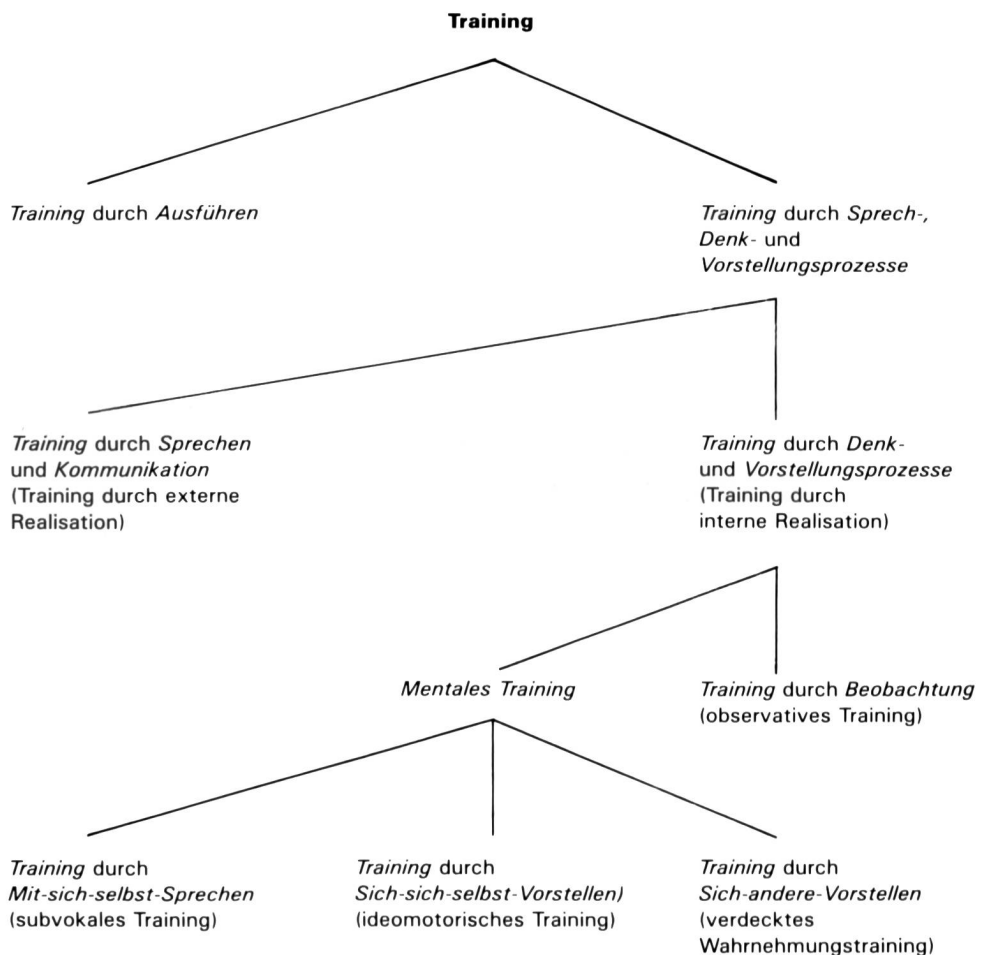 Training
Training durch Ausführen
Training durch Sprech-,
Denk- und
Vorstellungsprozesse
Training durch Sprechen
und Kommunikation
(Training durch externe
Realisation)
Training durch Denk-
und Vorstellungsprozesse
(Training durch
interne Realisation)
Mentales Training
Training durch Beobachtung
(observatives Training)
Training durch
Mit-sich-selbst-Sprechen
(subvokales Training)
Training durch
Sich-sich-selbst-Vorstellen)
(ideomotorisches Training)
Training durch
Sich-andere-Vorstellen
(verdecktes
Wahrnehmungstraining)